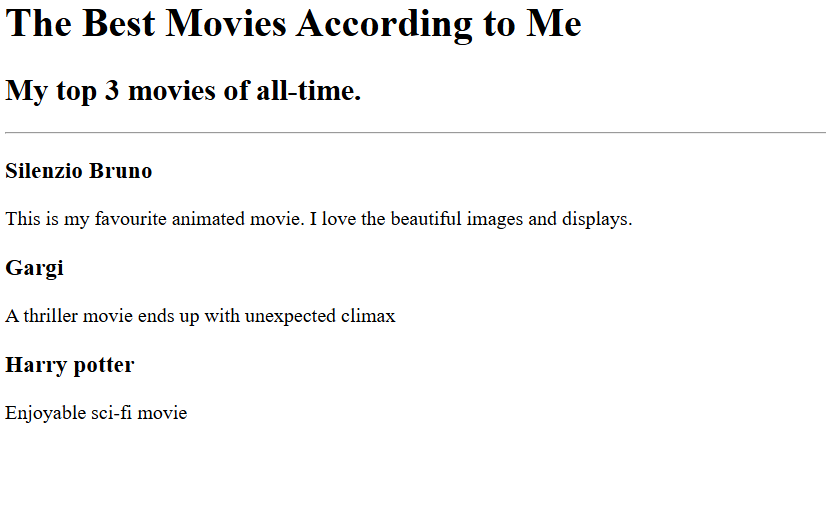 The Best Movies According to Me
My top 3 movies of all-time.
Silenzio Bruno
This is my favourite animated movie. I love the beautiful images and displays.
Gargi
A thriller movie ends up with unexpected climax
Harry potter
Enjoyable sci-fi movie